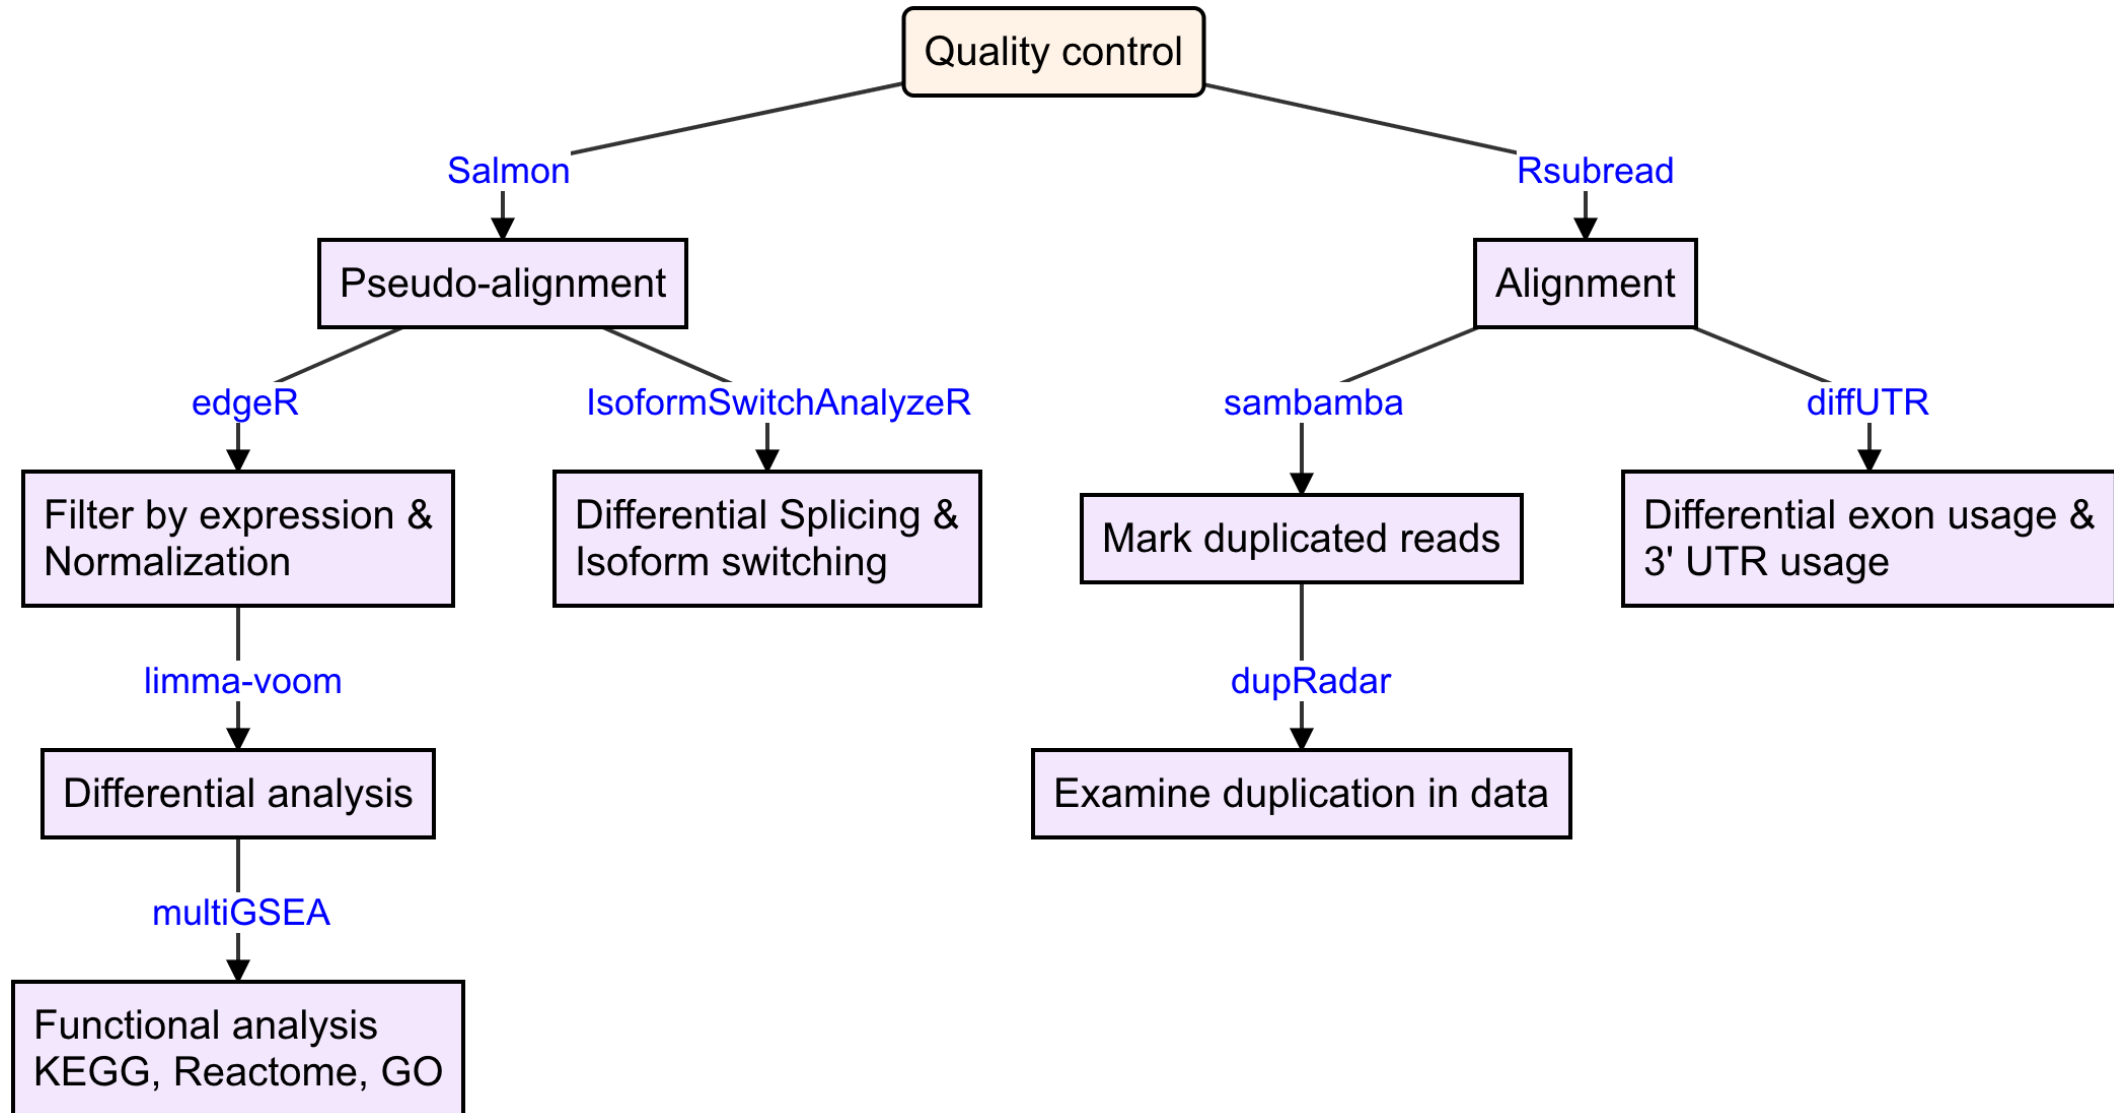 Quality control
Salmon
Rsubread
Pseudo-alignment
Alignment
edgeR
IsoformSwitchAnalyzeR
sambamba
diffUTR
Filter by expression &
Normalization
Differential Splicing &
Isoform switching
Mark duplicated reads
Differential exon usage &
3' UTR usage
limma-voom
dupRadar
Differential analysis
Examine duplication in data
multiGSEA
Functional analysis
KEGG, Reactome, GO